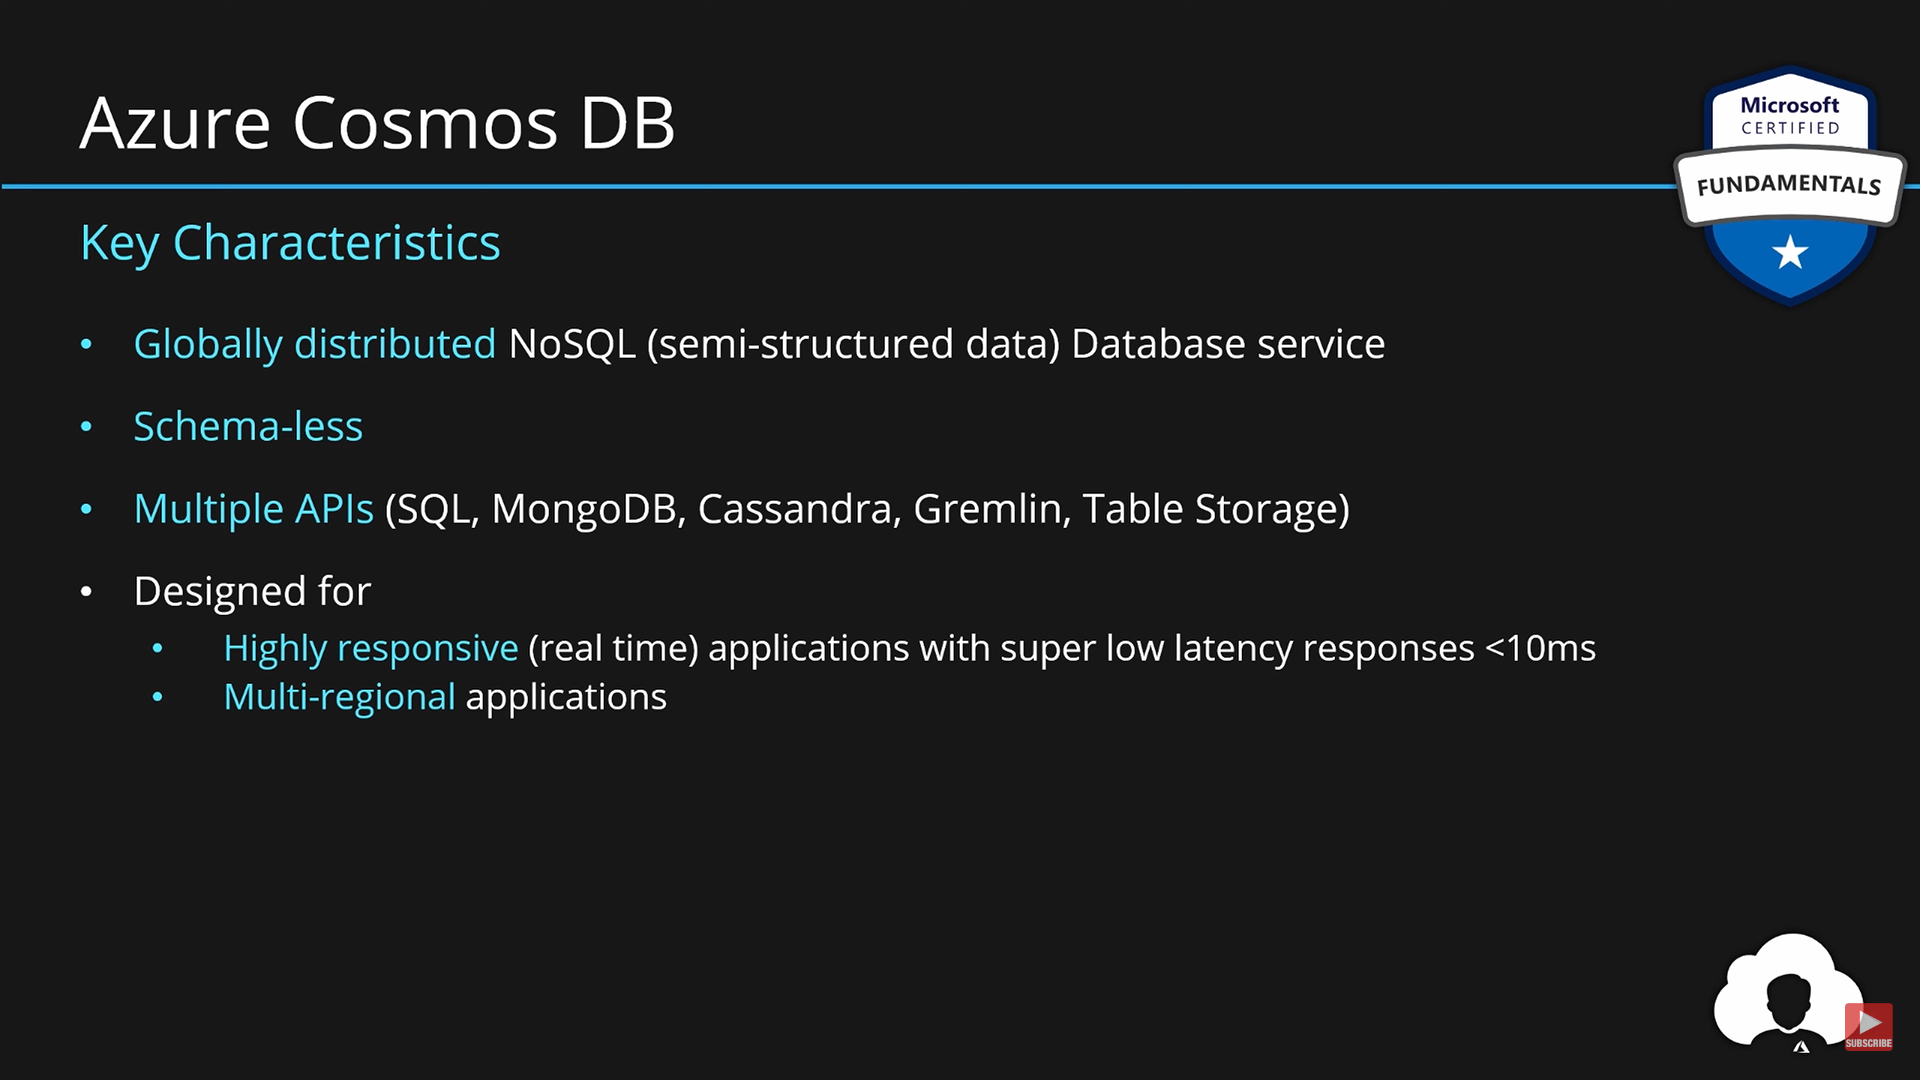 Azure Cosmos DB
Microsoft
CERTIFIED
FUNDAMENTALS
Key Characteristics
• Globally distributed NoSQL (semi-structured data) Database service
• Schema-less
• Multiple APIs (SQL, MongoDB, Cassandra, Gremlin, Table Storage)
• Designed for
• Highly responsive (real time) applications with super low latency responses <10ms
• Multi-regional applications
SUBSCRIBE